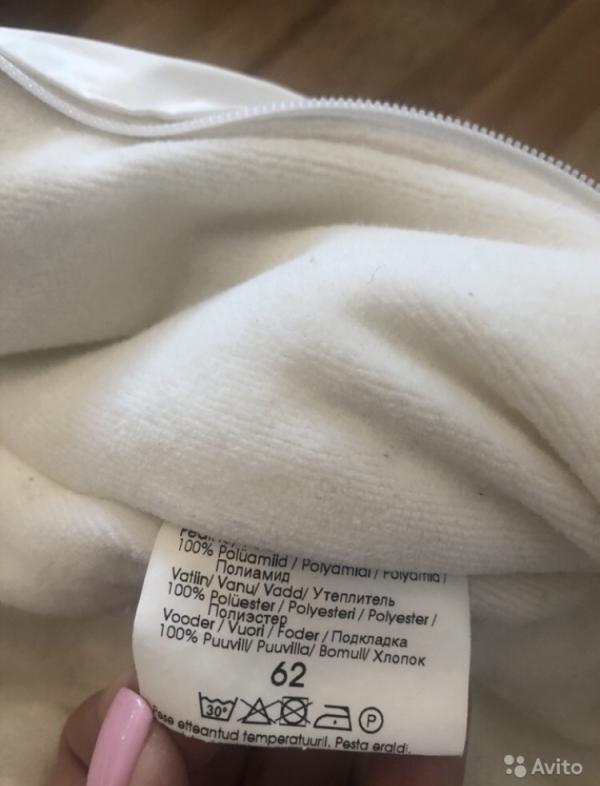 100% Polüamiid / Polyamid / Polyamid /
Полиамид
Vatiin/ Vanu/ Vadd/ Утеплитель
100% Polüester / Polyesteri / Polyester /
Полиэстер
Vooder / Vuori / Foder / Подкладка
100% Puuvill/ Puuvilla/ Bomull/ Хлопок
62
30° P
Pese etteantud temperatuuril. Pesta eraldi.
Avito